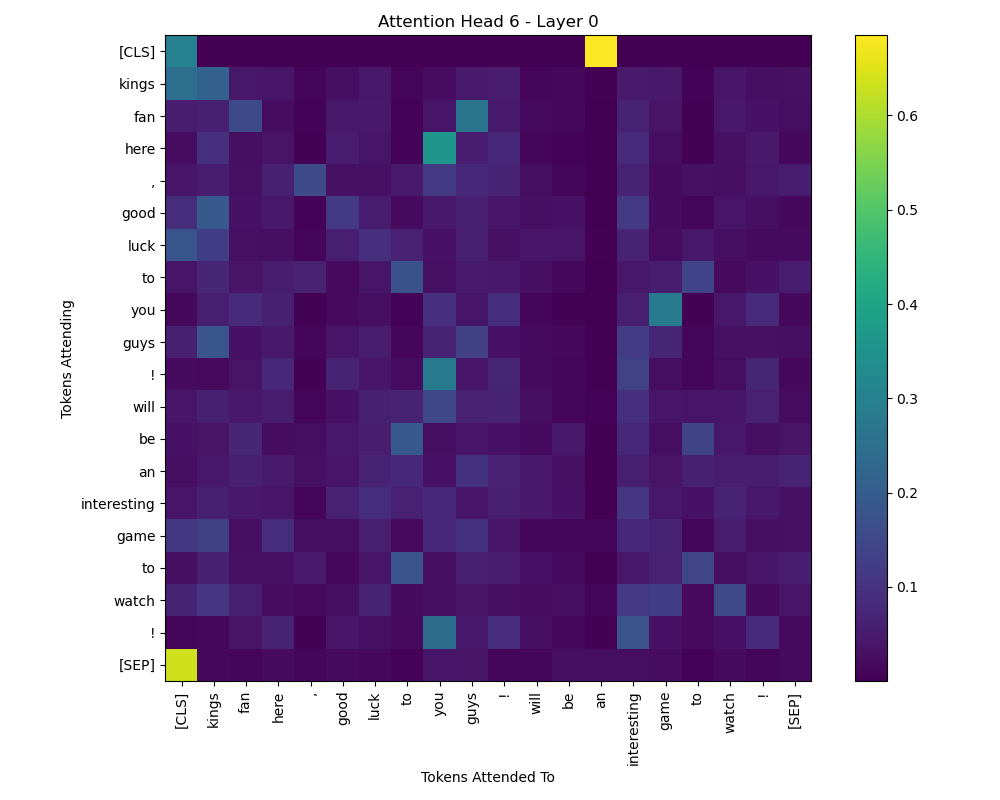 Attention Head 6 - Layer 0
Tokens Attending
[CLS]
kings
fan
here
,
good
luck
to
you
guys
!
will
be
an
interesting
game
to
watch
!
[SEP]
[CLS] kings fan here , good luck to you guys ! will be an interesting game to watch ! [SEP]
Tokens Attended To
0.6
0.5
0.4
0.3
0.2
0.1